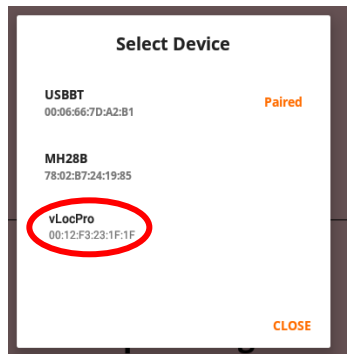 Select Device
USBBT
Paired
00:06:66:7D:A2:B1
MH28B
78:02:B7:24:19:85
vLocPro
00:12:F3:23:1F:1F
CLOSE